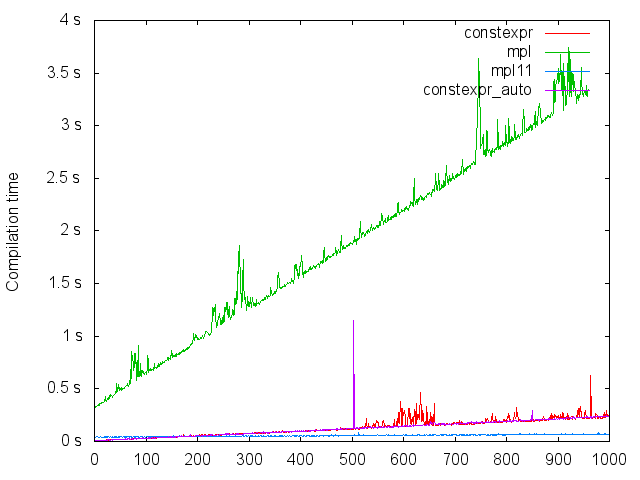 4 s
3.5 s
3 s
2.5 s
2 s
1.5 s
1 s
0.5 s
0 s
Compilation time
constexpr
mpl
mpl11
constexpr_auto
0 100 200 300 400 500 600 700 800 900 1000